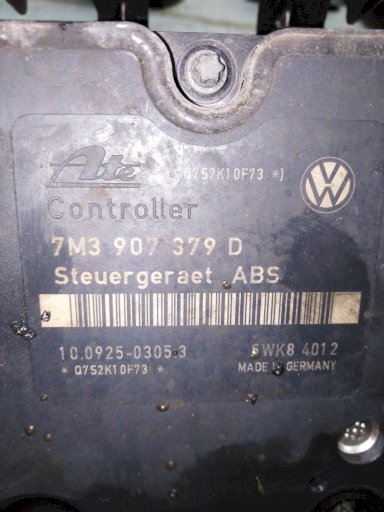 Ate
* Q7S2K10F73 *)
Controller
7M3 907 379 D
Steuergeraet ABS
10.0925-0305.3 5WK8 4012
* Q7S2K10F73 * MADE IN GERMANY